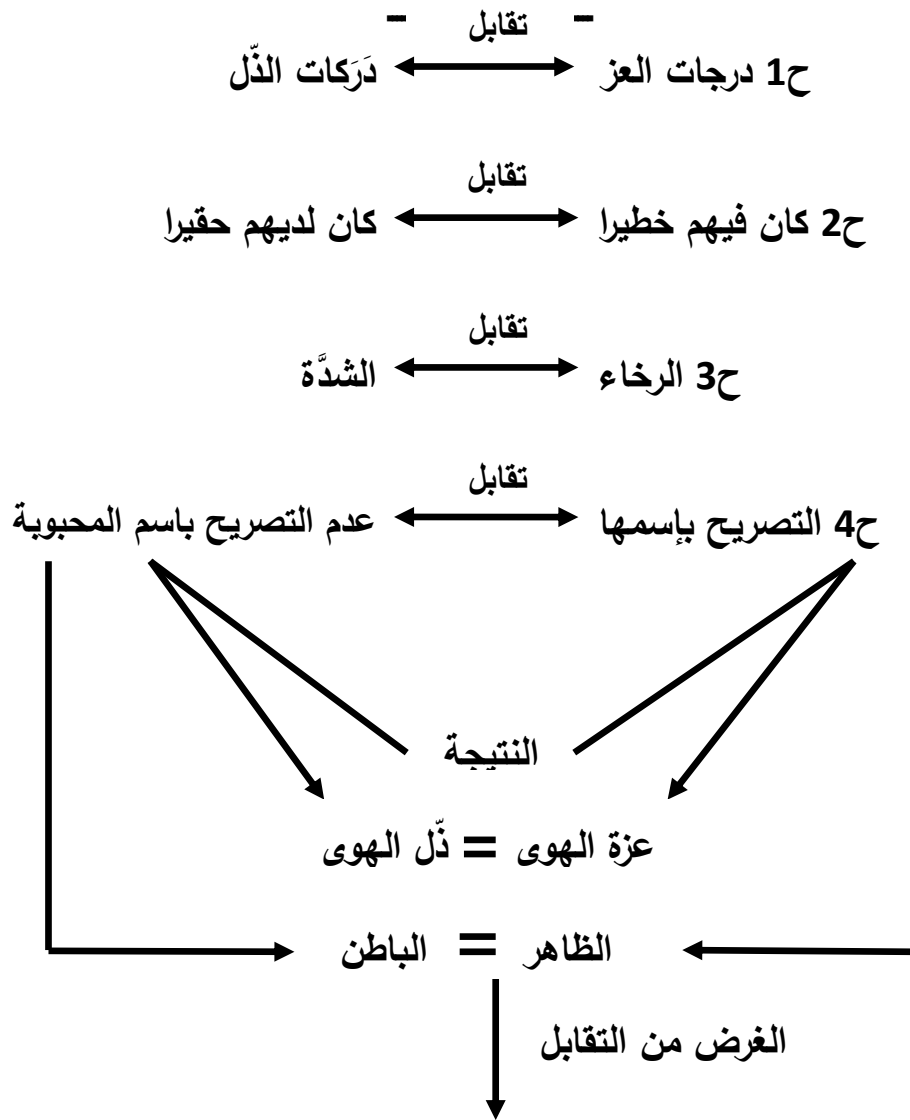 تقابل
ح1 درجات العز دَرَكات الذّل
تقابل
ح2 كان فيهم خطيرا كان لديهم حقيرا
تقابل
ح3 الرخاء الشدَّة
تقابل
ح4 التصريح بإسمها عدم التصريح باسم المحبوبة
النتيجة
عزة الهوى = ذّل الهوى
الظاهر = الباطن
الغرض من التقابل